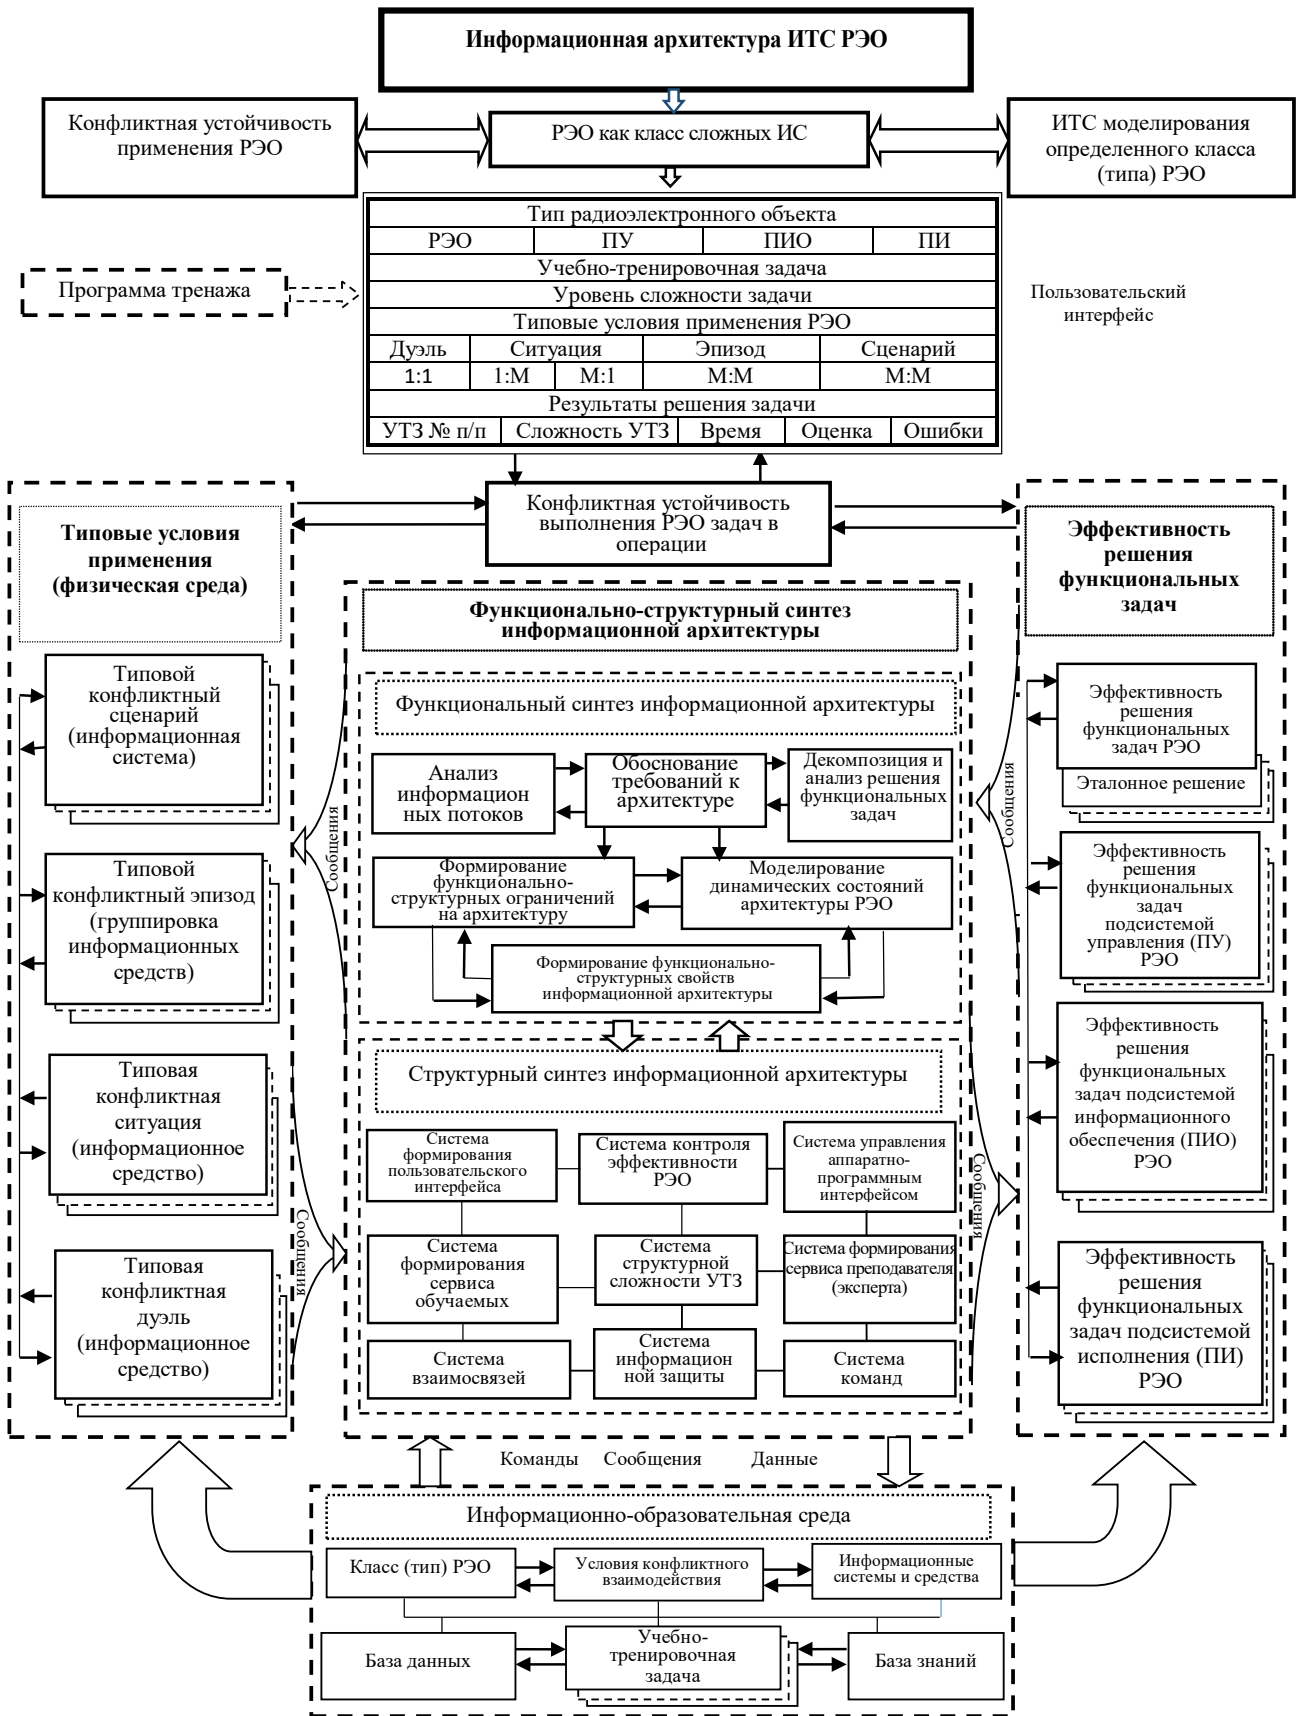 Информационная архитектура ИТС РЭО
Конфликтная устойчивость
применения РЭО
РЭО как класс сложных ИС
ИТС моделирования
определенного класса
(типа) РЭО
Тип радиоэлектронного объекта
РЭО ПУ ПИО ПИ
Учебно-тренировочная задача
Уровень сложности задачи
Типовые условия применения РЭО
Дуэль Ситуация Эпизод Сценарий
1:1 1:М М:1 М:М М:М
Результаты решения задачи
УТЗ № п/п Сложность УТЗ Время Оценка Ошибки
Программа тренажа
Пользовательский
интерфейс
Конфликтная устойчивость
выполнения РЭО задач в
операции
Типовые условия
применения
(физическая среда)
Типовой
конфликтный
сценарий
(информационная
система)
Типовой
конфликтный эпизод
(группировка
информационных
средств)
Типовая
конфликтная
ситуация
(информационное
средство)
Типовая
конфликтная
дуэль
(информационное
средство)
Сообщения
Сообщения
Функционально-структурный синтез
информационной архитектуры
Функциональный синтез информационной архитектуры
Анализ
информацион
ных потоков
Обоснование
требований к
архитектуре
Декомпозиция и
анализ решения
функциональных
задач
Формирование
функционально-
структурных ограничений
на архитектуру
Моделирование
динамических состояний
архитектуры РЭО
Формирование функционально-
структурных свойств
информационной архитектуры
Структурный синтез информационной архитектуры
Система
формирования
пользовательского
интерфейса
Система контроля
эффективности
РЭО
Система управления
аппаратно-
программным
интерфейсом
Система
формирования
сервиса
обучаемых
Система
структурной
сложности УТЗ
Система формирования
сервиса преподавателя
(эксперта)
Система
взаимосвязей
Система
информацион
ной защиты
Система
команд
Сообщения
Сообщения
Эффективность
решения
функциональных
задач
Эффективность
решения
функциональных
задач РЭО
Эталонное решение
Эффективность
решения
функциональных
задач
подсистемой
управления (ПУ)
РЭО
Эффективность
решения
функциональных
задач подсистемой
информационного
обеспечения (ПИО)
РЭО
Эффективность
решения
функциональных
задач подсистемой
исполнения (ПИ)
РЭО
Команды Сообщения Данные
Информационно-образовательная среда
Класс (тип) РЭО
Условия конфликтного
взаимодействия
Информационные
системы и средства
База данных
Учебно-
тренировочная
задача
База знаний